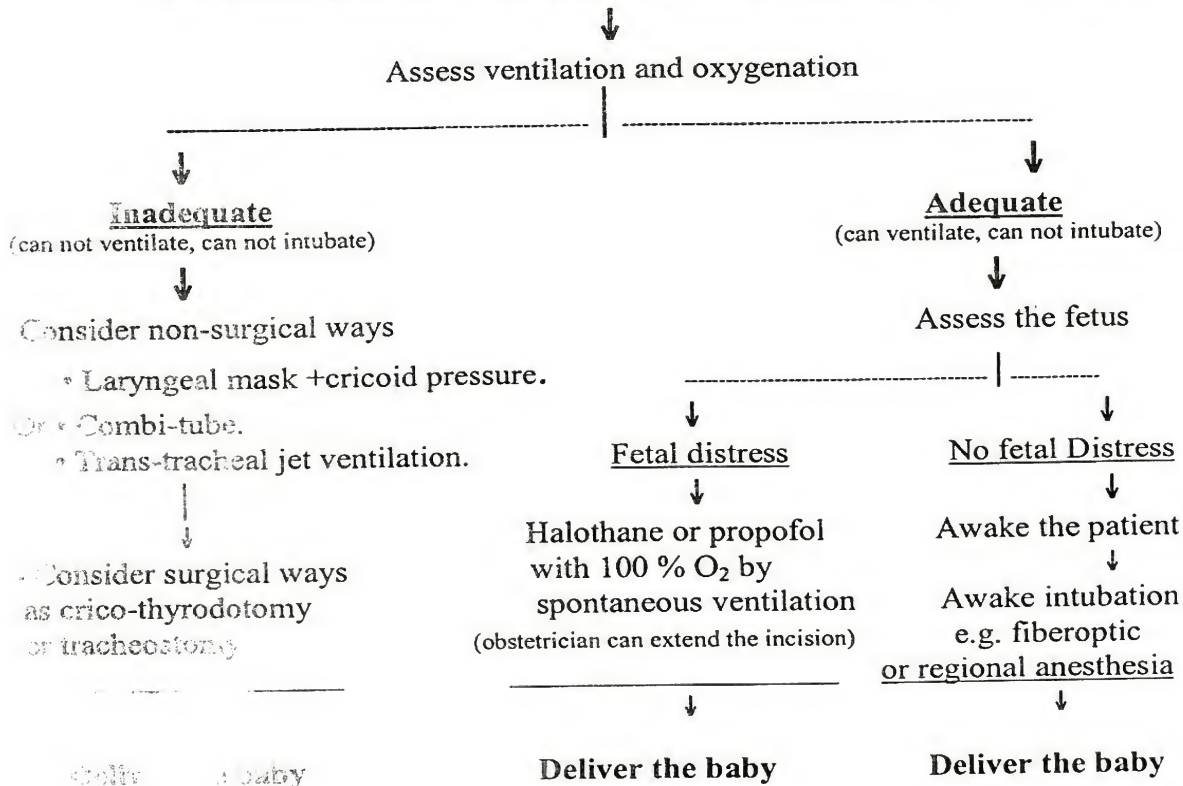 Assess ventilation and oxygenation
Inadequate
(can not ventilate, can not intubate)
Consider non-surgical ways
• Laryngeal mask +cricoid pressure.
Or • Combi-tube.
• Trans-tracheal jet ventilation.
- Consider surgical ways
as crico-thyrodotomy
or tracheostomy
baby
Adequate
(can ventilate, can not intubate)
Assess the fetus
Fetal distress
Halothane or propofol
with 100 % O₂ by
spontaneous ventilation
(obstetrician can extend the incision)
Deliver the baby
No fetal Distress
Awake the patient
Awake intubation
e.g. fiberoptic
or regional anesthesia
Deliver the baby